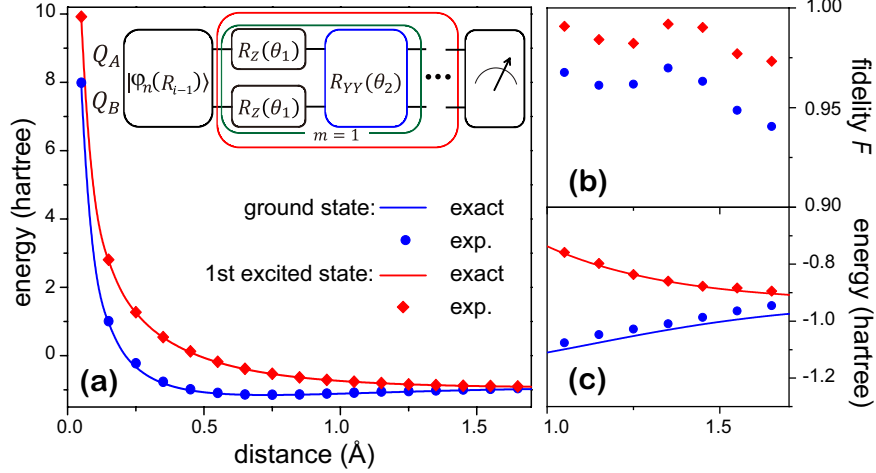 10
8
6
4
2
0
energy (hartree)
0.0
0.5
1.0
1.5
distance (Å)
(a)
Q_A
Q_B
|φ_n(R_{i−1})⟩
R_Z(θ_1)
R_Z(θ_1)
R_{YY}(θ_2)
m = 1
•••
ground state: exact
exp.
1st excited state: exact
exp.
(b)
1.00
0.95
0.90
fidelity F
(c)
-0.8
-1.0
-1.2
energy (hartree)
1.0
1.5